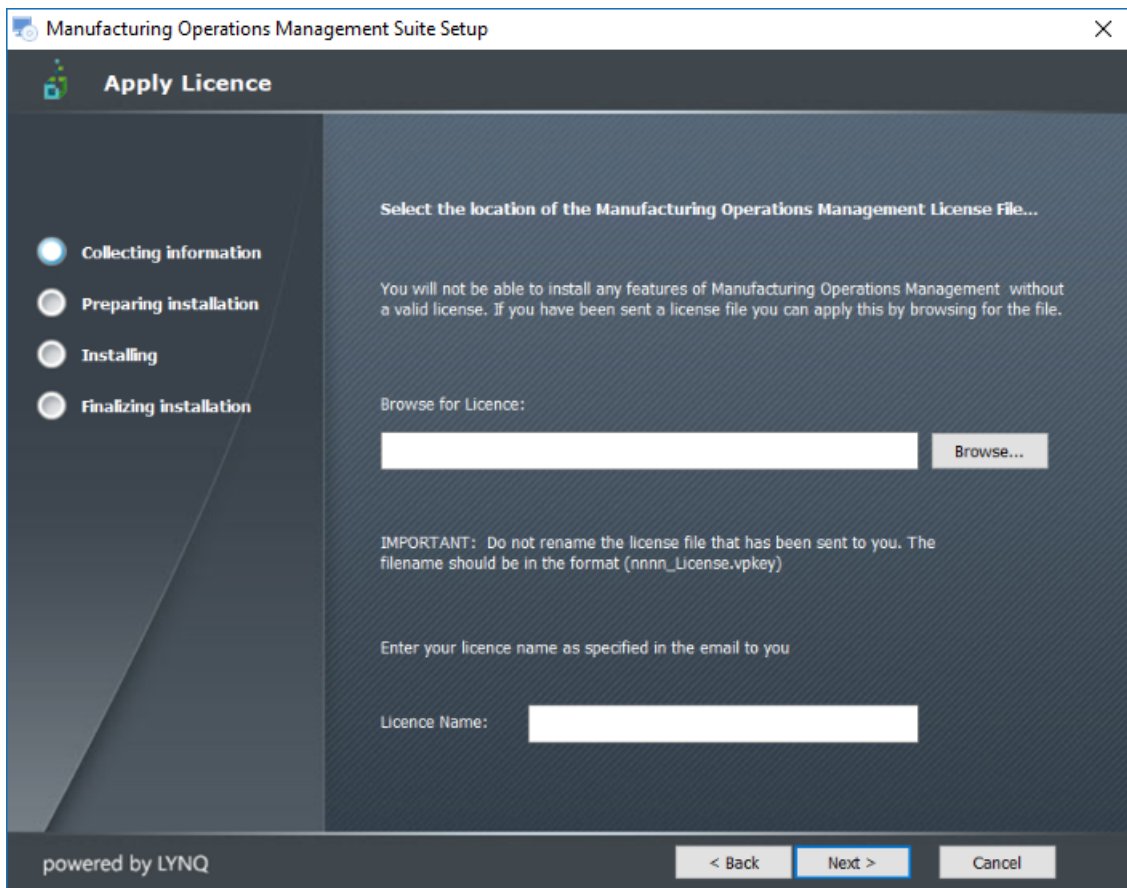 Manufacturing Operations Management Suite Setup
Apply Licence
Collecting information
Preparing installation
Installing
Finalizing installation
Select the location of the Manufacturing Operations Management License File...
You will not be able to install any features of Manufacturing Operations Management without
a valid license. If you have been sent a license file you can apply this by browsing for the file.
Browse for Licence:
Browse...
IMPORTANT: Do not rename the license file that has been sent to you. The
filename should be in the format (nnnn_License.vpkey)
Enter your licence name as specified in the email to you
Licence Name:
powered by LYNQ
< Back
Next >
Cancel